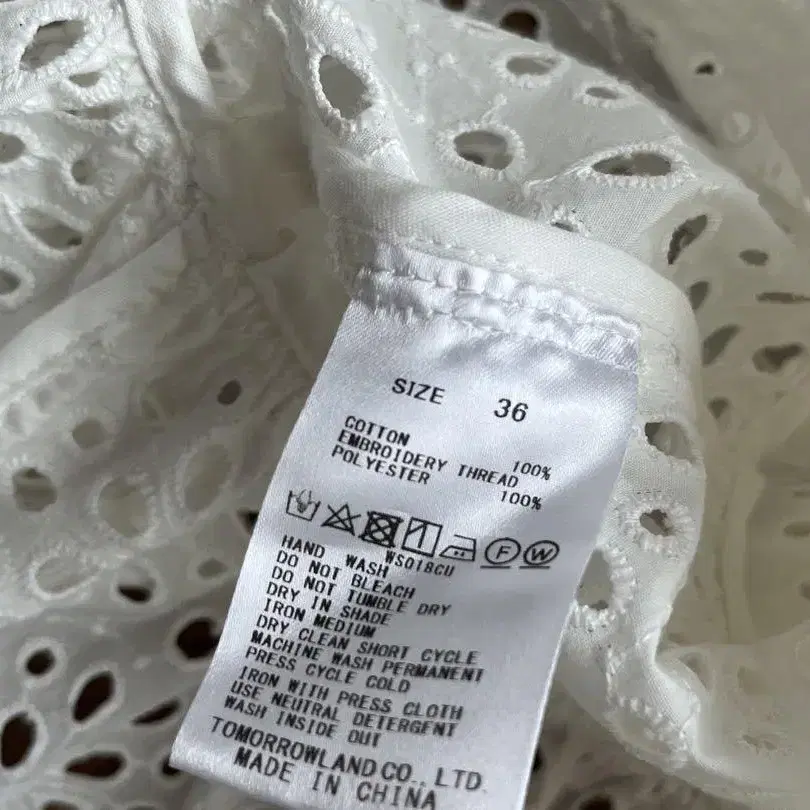 SIZE 36
COTTON 100%
EMBROIDERY THREAD
POLYESTER 100%
F W
WS018CU
HAND WASH
DO NOT BLEACH
DO NOT TUMBLE DRY
DRY IN SHADE
IRON MEDIUM
DRY CLEAN SHORT CYCLE
MACHINE WASH PERMANENT
PRESS CYCLE COLD
IRON WITH PRESS CLOTH
USE NEUTRAL DETERGENT
WASH INSIDE OUT
TOMORROWLAND CO., LTD.
MADE IN CHINA